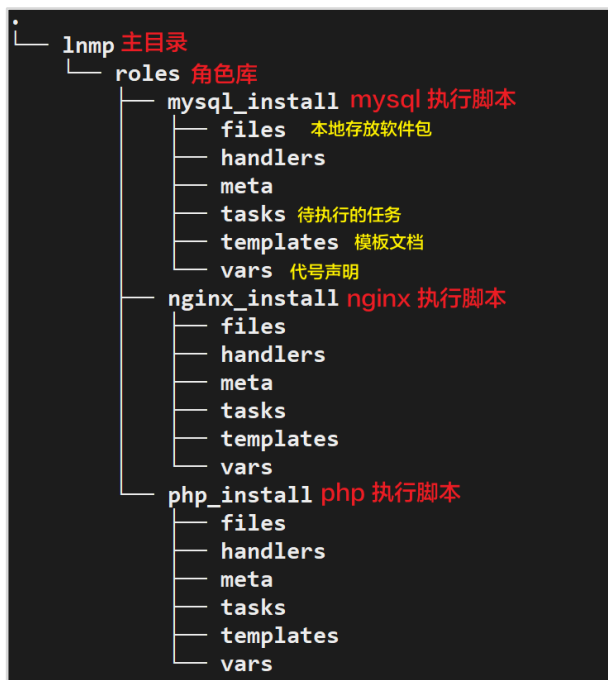 .
└── lnmp 主目录
└── roles 角色库
├── mysql_install mysql 执行脚本
├── files 本地存放软件包
├── handlers
├── meta
├── tasks 待执行的任务
├── templates 模板文档
└── vars 代号声明
├── nginx_install nginx 执行脚本
├── files
├── handlers
├── meta
├── tasks
├── templates
└── vars
└── php_install php 执行脚本
├── files
├── handlers
├── meta
├── tasks
├── templates
└── vars